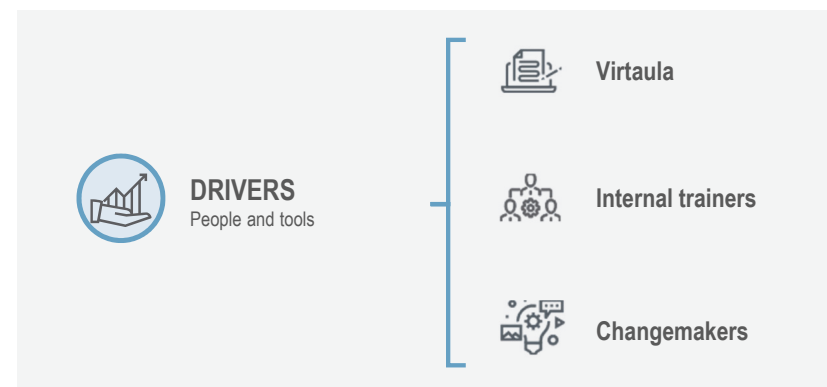 DRIVERS
People and tools
Virtaula
Internal trainers
Changemakers